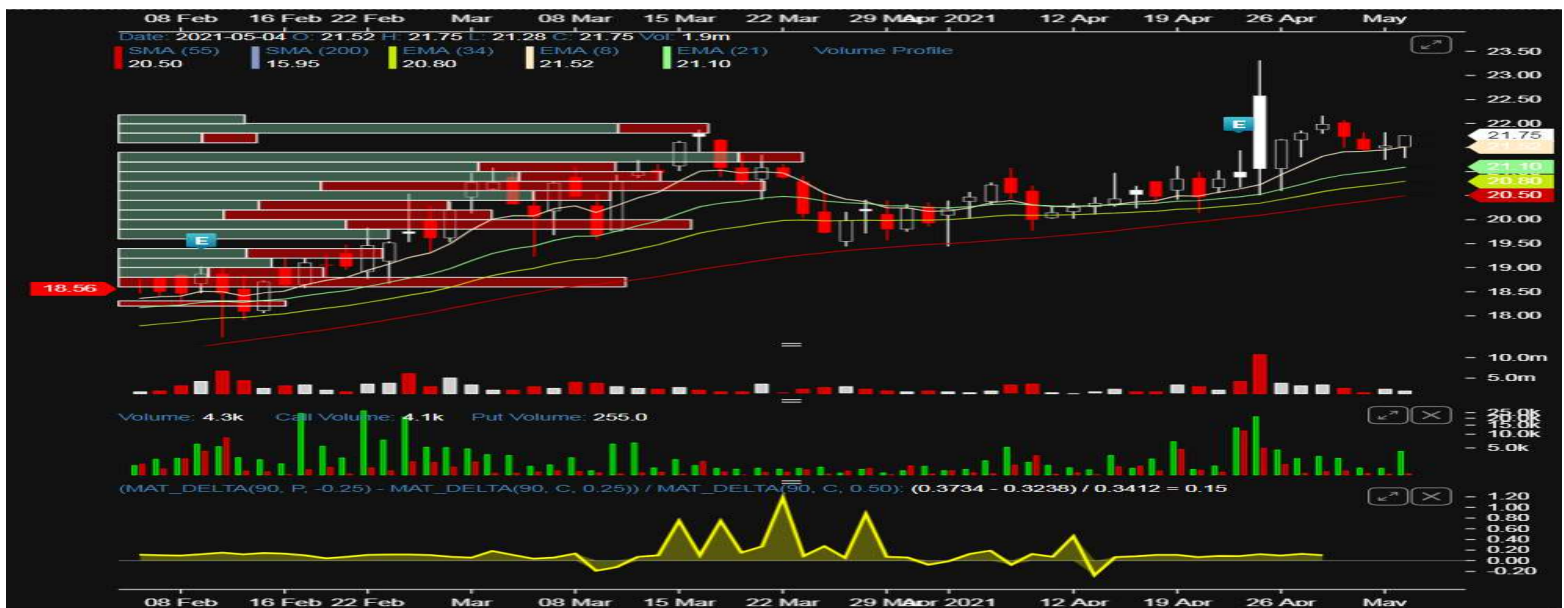 08 Feb 16 Feb 22 Feb Mar 08 Mar 15 Mar 22 Mar 29 Mar Apr 2021 12 Apr 19 Apr 26 Apr May
Date: 2021-05-04 O: 21.52 H: 21.75 L: 21.28 C: 21.75 Vol: 1.9m
SMA (55) SMA (200) EMA (34) EMA (8) EMA (21) Volume Profile
20.50 15.95 20.80 21.52 21.10
23.50
23.00
22.50
E
22.00
21.75
21.52
21.10
20.80
20.50
20.00
E
19.50
19.00
18.56
18.50
18.00
10.0m
5.0m
Volume: 4.3k Call Volume: 4.1k Put Volume: 255.0
25.0k
20.0k
15.0k
10.0k
5.0k
(MAT_DELTA(90, P, -0.25) - MAT_DELTA(90, C, 0.25)) / MAT_DELTA(90, C, 0.50): (0.3734 - 0.3238) / 0.3412 = 0.15
1.20
1.00
0.80
0.60
0.40
0.20
0.00
-0.20
08 Feb 16 Feb 22 Feb Mar 08 Mar 15 Mar 22 Mar 29 Mar Apr 2021 12 Apr 19 Apr 26 Apr May